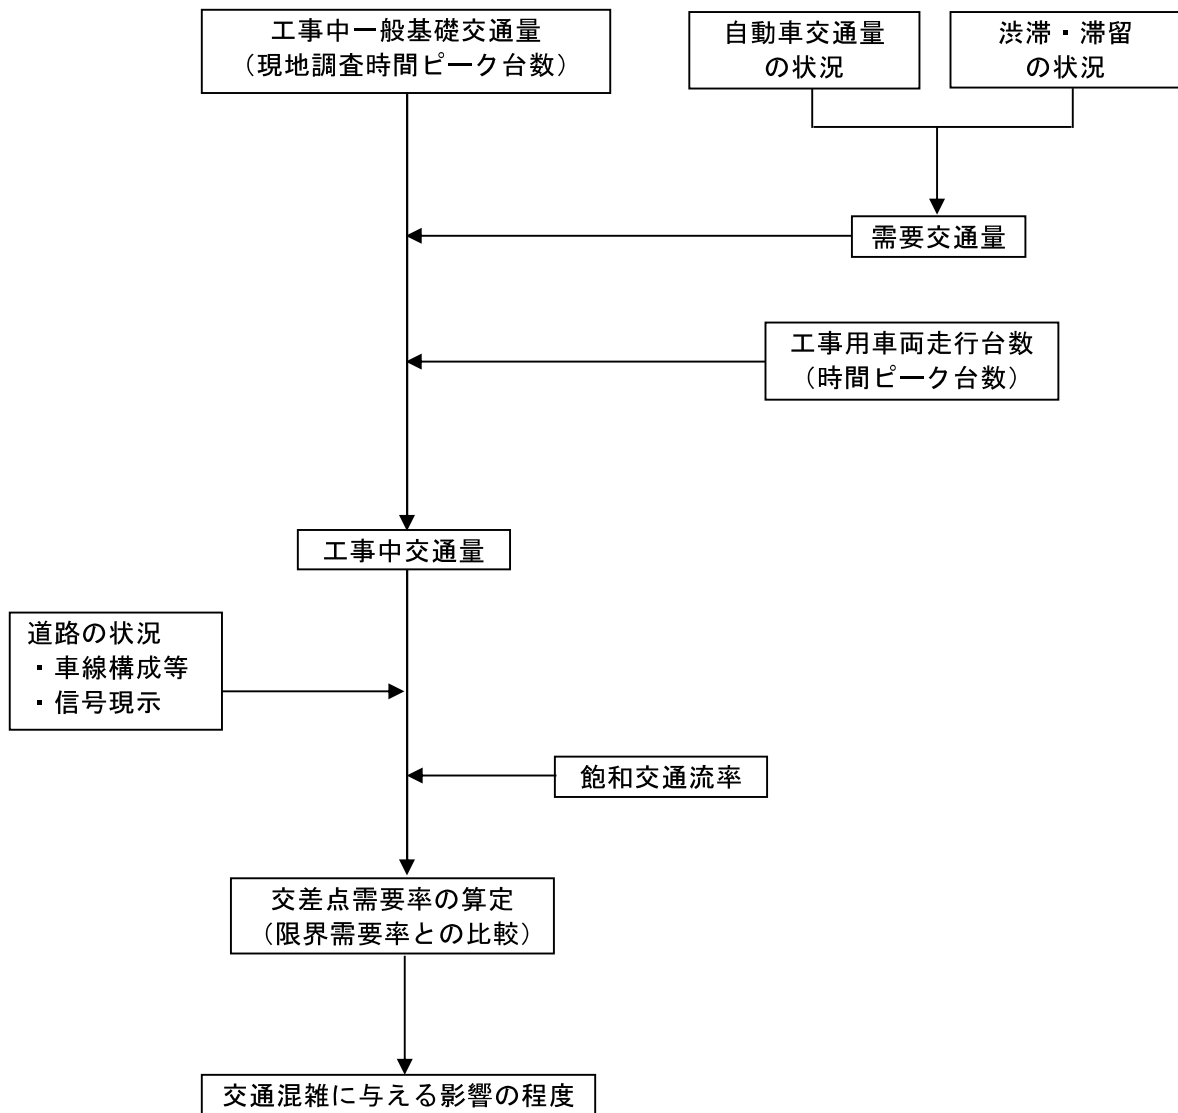 工事中一般基礎交通量
（現地調査時間ピーク台数）
自動車交通量
の状況
渋滞・滞留
の状況
需要交通量
工事用車両走行台数
（時間ピーク台数）
工事中交通量
道路の状況
・車線構成等
・信号現示
飽和交通流率
交差点需要率の算定
（限界需要率との比較）
交通混雑に与える影響の程度